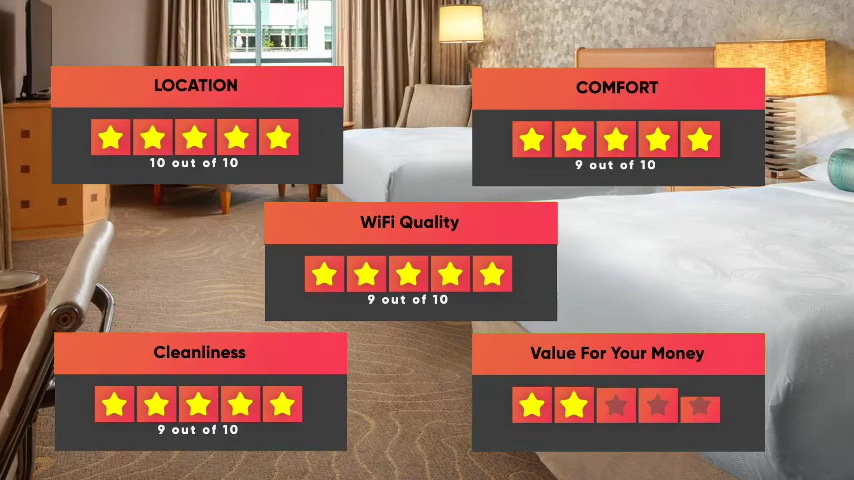 LOCATION
10 out of 10
COMFORT
9 out of 10
WiFi Quality
9 out of 10
Cleanliness
9 out of 10
Value For Your Money